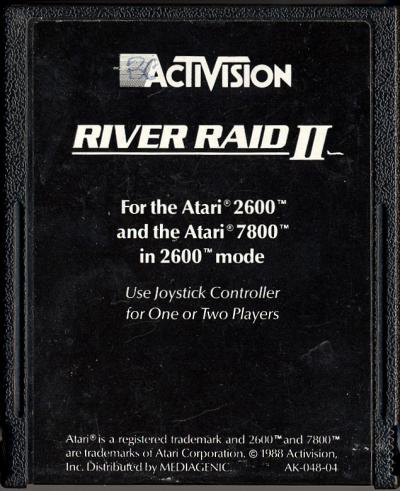 ACTIVISION
RIVER RAID II
For the Atari® 2600™
and the Atari® 7800™
in 2600™ mode
Use Joystick Controller
for One or Two Players
Atari® is a registered trademark and 2600™ and 7800™
are trademarks of Atari Corporation. © 1988 Activision,
Inc. Distributed by MEDIAGENIC AK-048-04